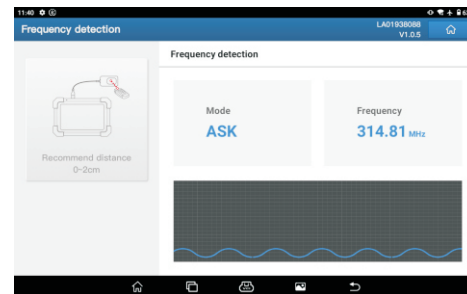 11:40
Frequency detection
LA01938088
V1.0.5
Frequency detection
Recommend distance
0-2cm
Mode
ASK
Frequency
314.81 MHz